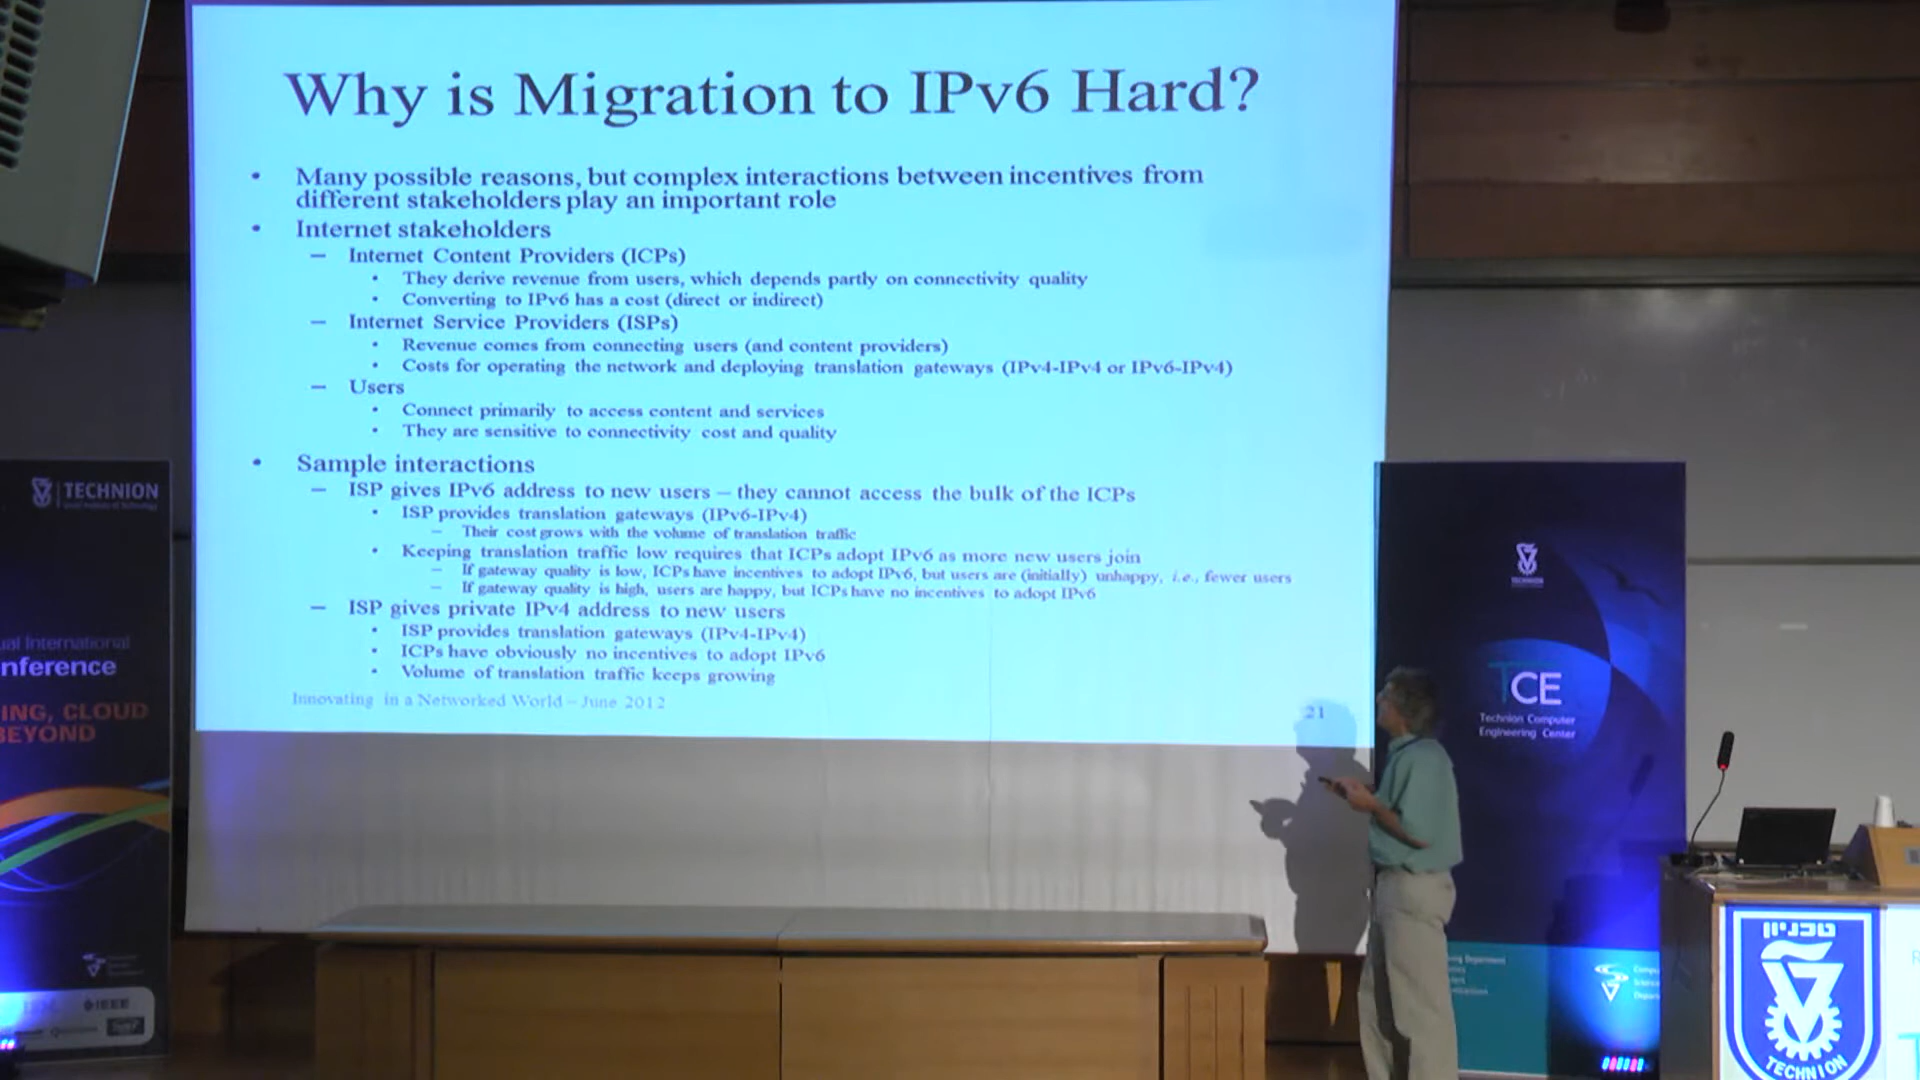 Why is Migration to IPv6 Hard?
• Many possible reasons, but complex interactions between incentives from
different stakeholders play an important role
• Internet stakeholders
– Internet Content Providers (ICPs)
• They derive revenue from users, which depends partly on connectivity quality
• Converting to IPv6 has a cost (direct or indirect)
– Internet Service Providers (ISPs)
• Revenue comes from connecting users (and content providers)
• Costs for operating the network and deploying translation gateways (IPv4-IPv4 or IPv6-IPv4)
– Users
• Connect primarily to access content and services
• They are sensitive to connectivity cost and quality
• Sample interactions
– ISP gives IPv6 address to new users – they cannot access the bulk of the ICPs
• ISP provides translation gateways (IPv6-IPv4)
– Their cost grows with the volume of translation traffic
• Keeping translation traffic low requires that ICPs adopt IPv6 as more new users join
– If gateway quality is low, ICPs have incentives to adopt IPv6, but users are (initially) unhappy, i.e., fewer users
– If gateway quality is high, users are happy, but ICPs have no incentives to adopt IPv6
– ISP gives private IPv4 address to new users
• ISP provides translation gateways (IPv4-IPv4)
• ICPs have obviously no incentives to adopt IPv6
• Volume of translation traffic keeps growing
Innovating in a Networked World – June 2012
21
TECHNION
ual International
nference
ING, CLOUD
BEYOND
IEEE
TECHNION
TCE
Technion Computer
Engineering Center
ing Department
טכניון
TECHNION